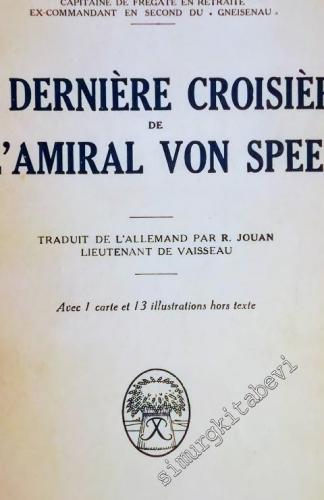 CAPITAINE DE FRÉGATE EN RETRAITE
EX-COMMANDANT EN SECOND DU « GNEISENAU »
DERNIÈRE CROISIÈR
DE
L'AMIRAL VON SPEE
TRADUIT DE L'ALLEMAND PAR R. JOUAN
LIEUTENANT DE VAISSEAU
Avec 1 carte et 13 illustrations hors texte
simurgkitabevi